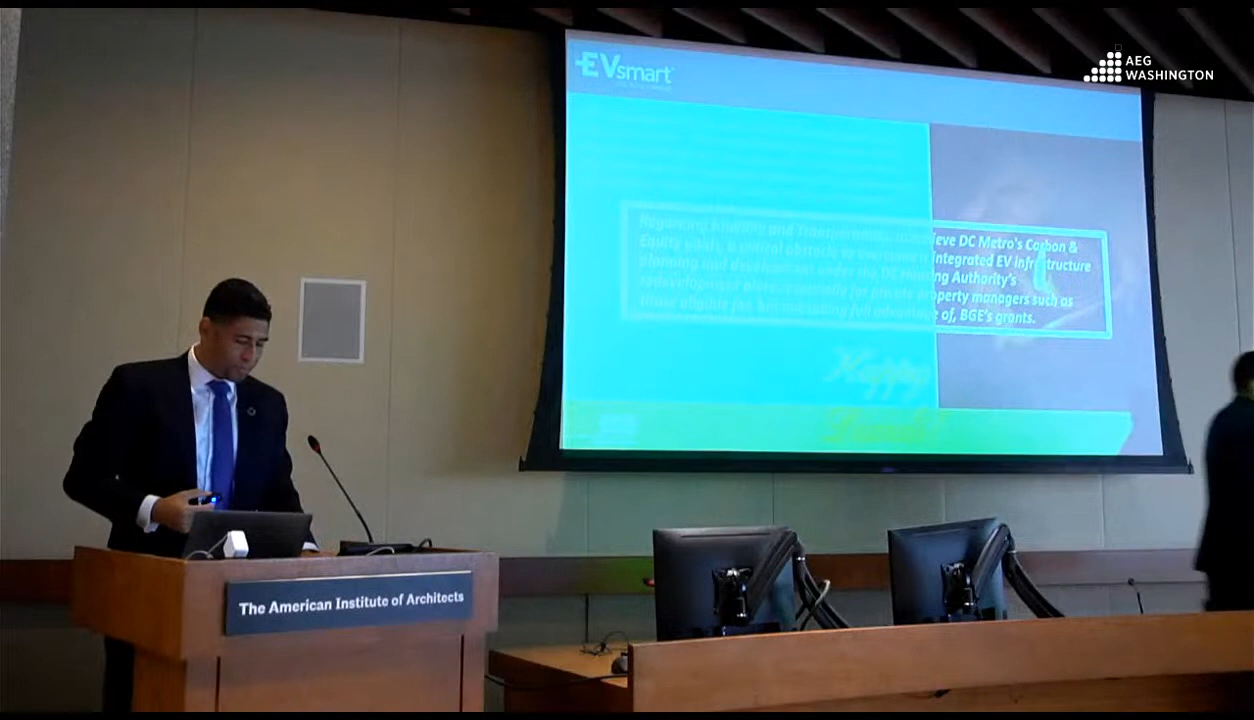 EVsmart
AEG
WASHINGTON
Regarding Mobility and Transportation, to achieve DC Metro's Carbon &
Equity goals, a critical obstacle to overcome is integrated EV infrastructure
planning and development under the DC Housing Authority's
redevelopment plans, especially for private property managers such as
those eligible for, but not taking full advantage of, BGE's grants.
Happy
The American Institute of Architects